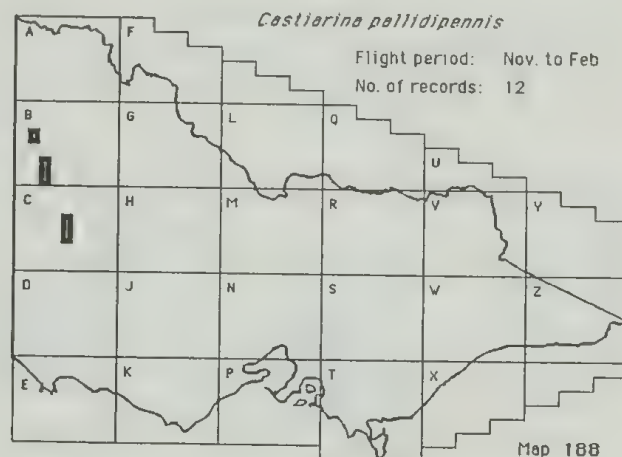 Castiarina pallidipennis
Flight period: Nov. to Feb
No. of records: 12
A F
B G L Q
U
C H M R V Y
D J N S W Z
E K P T X
Map 188